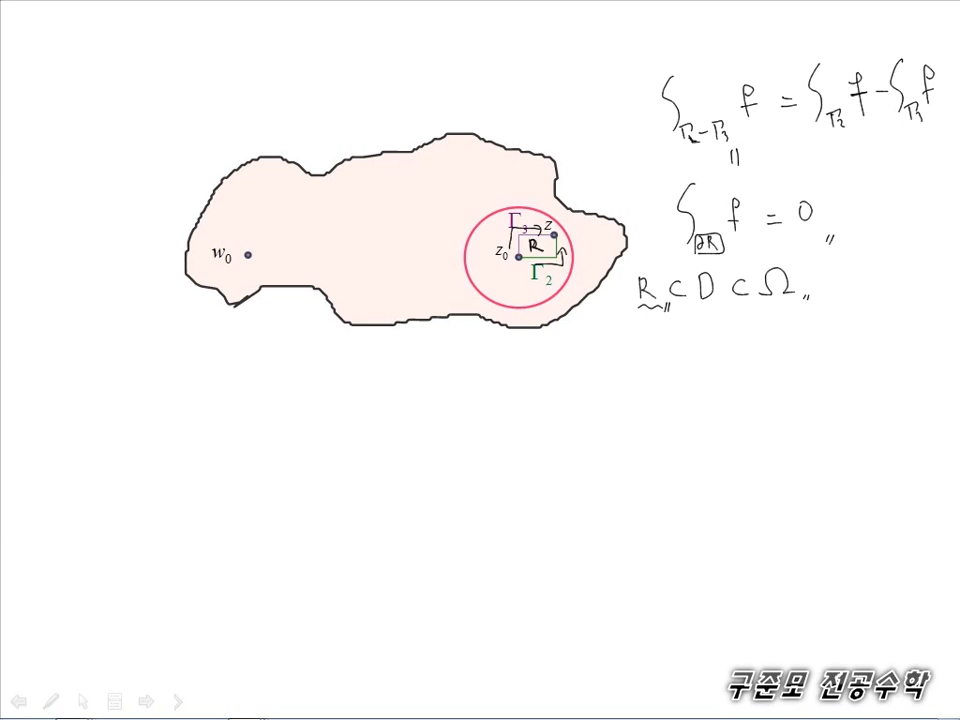 ∫_{Γ₂-Γ₃} f = ∫_{Γ₂} f - ∫_{Γ₃} f
〃
∫_{∂R} f = 0 〃
R ⊂ D ⊂ Ω 〃
Γ₃ z
w₀ z₀ R
Γ₂
구준모 전공수학